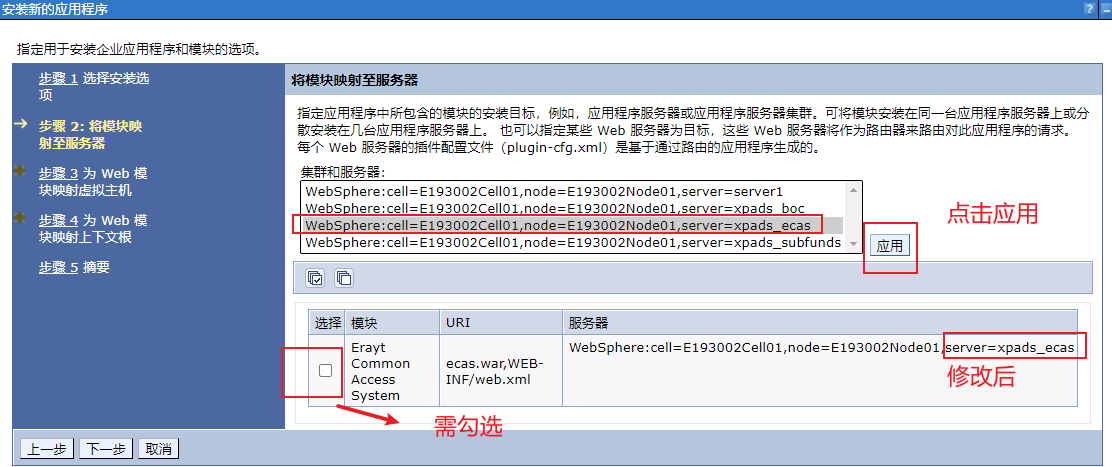 安装新的应用程序
?
指定用于安装企业应用程序和模块的选项。
步骤 1 选择安装选
项
步骤 2: 将模块映
射至服务器
步骤 3 为 Web 模
块映射虚拟主机
步骤 4 为 Web 模
块映射上下文根
步骤 5 摘要
将模块映射至服务器
指定应用程序中所包含的模块的安装目标，例如，应用程序服务器或应用程序服务器集群。可将模块安装在同一台应用程序服务器上或分
散安装在几台应用程序服务器上。 也可以指定某些 Web 服务器为目标，这些 Web 服务器将作为路由器来路由对此应用程序的请求。
每个 Web 服务器的插件配置文件（plugin-cfg.xml）是基于通过路由的应用程序生成的。
集群和服务器:
WebSphere:cell=E193002Cell01,node=E193002Node01,server=server1
WebSphere:cell=E193002Cell01,node=E193002Node01,server=xpads_boc
WebSphere:cell=E193002Cell01,node=E193002Node01,server=xpads_ecas
WebSphere:cell=E193002Cell01,node=E193002Node01,server=xpads_subfunds
应用
点击应用
选择 模块 URI 服务器
Erayt
Common
Access
System
ecas.war,WEB-
INF/web.xml
WebSphere:cell=E193002Cell01,node=E193002Node01,server=xpads_ecas
修改后
需勾选
上一步 下一步 取消